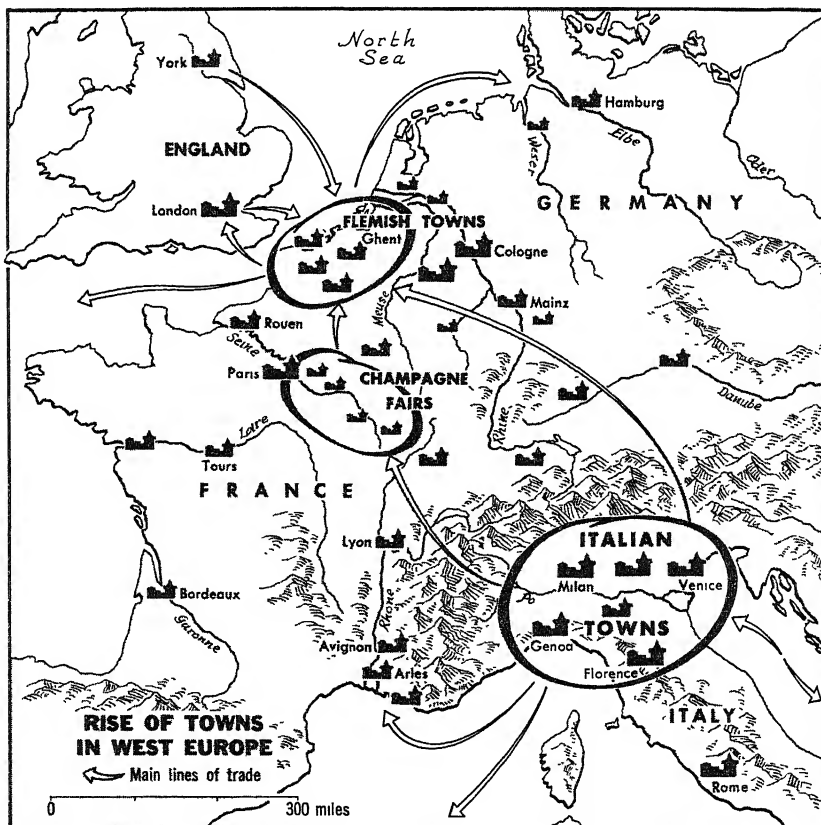 North
Sea
York
Hamburg
Elbe
Weser
Oder
ENGLAND
GERMANY
London
FLEMISH TOWNS
Ghent
Cologne
Meuse
Mainz
Rouen
Seine
Paris
CHAMPAGNE
FAIRS
Danube
Rhine
Loire
Tours
FRANCE
Lyon
ITALIAN
Milan
Venice
Bordeaux
Rhone
TOWNS
Genoa
Garonne
Avignon
Florence
Arles
RISE OF TOWNS
IN WEST EUROPE
ITALY
Main lines of trade
Rome
0 300 miles